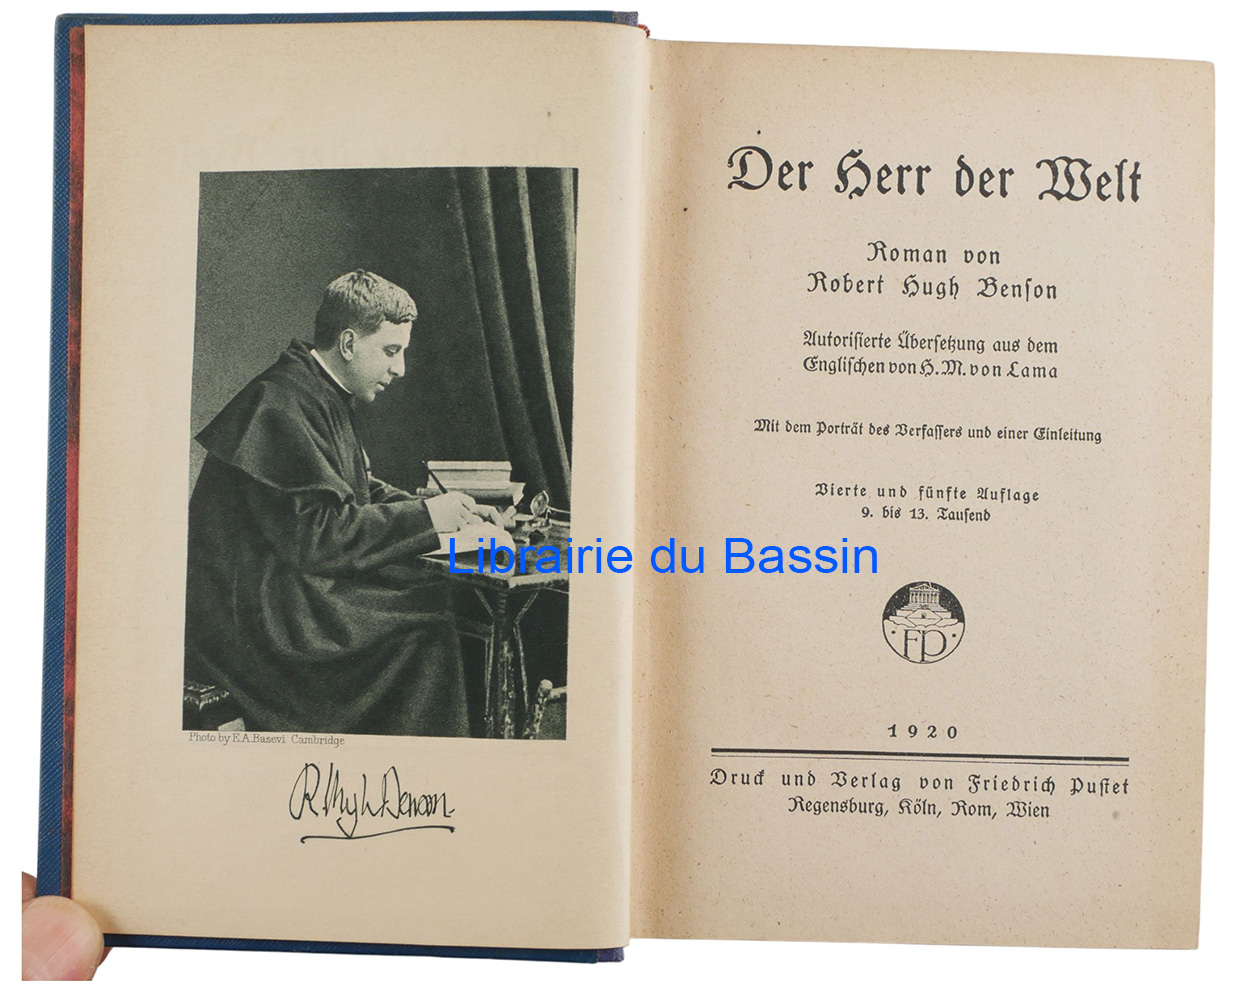 Photo by E.A.Basevi Cambridge
R Hugh Benson.
Der Herr der Welt
Roman von
Robert Hugh Benson
Autorisierte Übersetzung aus dem
Englischen von H. M. von Lama
Mit dem Porträt des Verfassers und einer Einleitung
Vierte und fünfte Auflage
9. bis 13. Tausend
Librairie du Bassin
FP
1920
Druck und Verlag von Friedrich Pustet
Regensburg, Köln, Rom, Wien